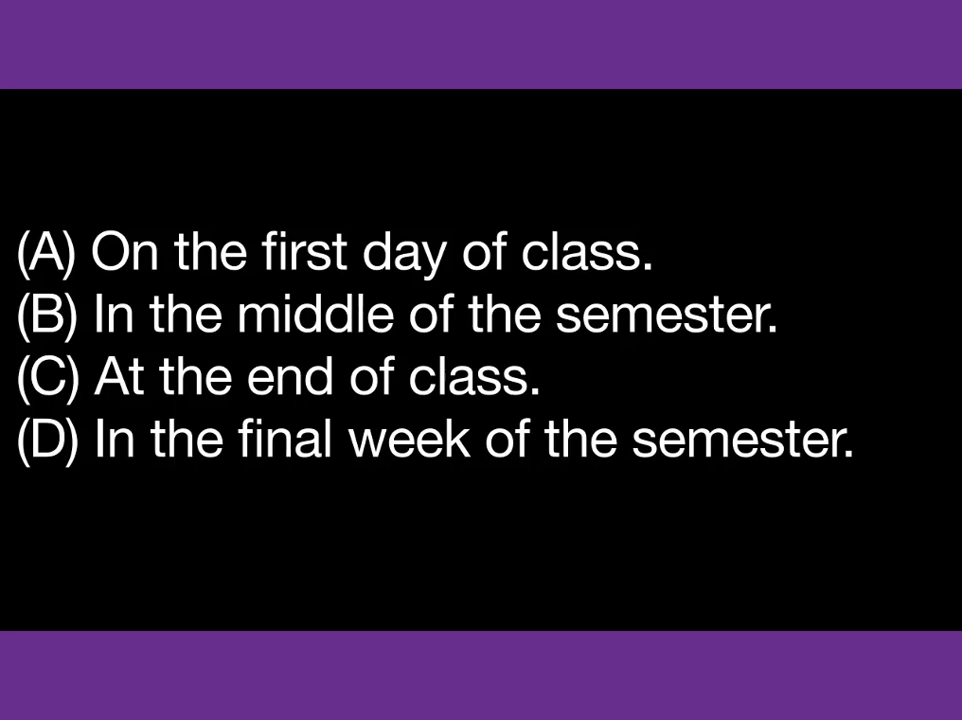 (A) On the first day of class.
(B) In the middle of the semester.
(C) At the end of class.
(D) In the final week of the semester.